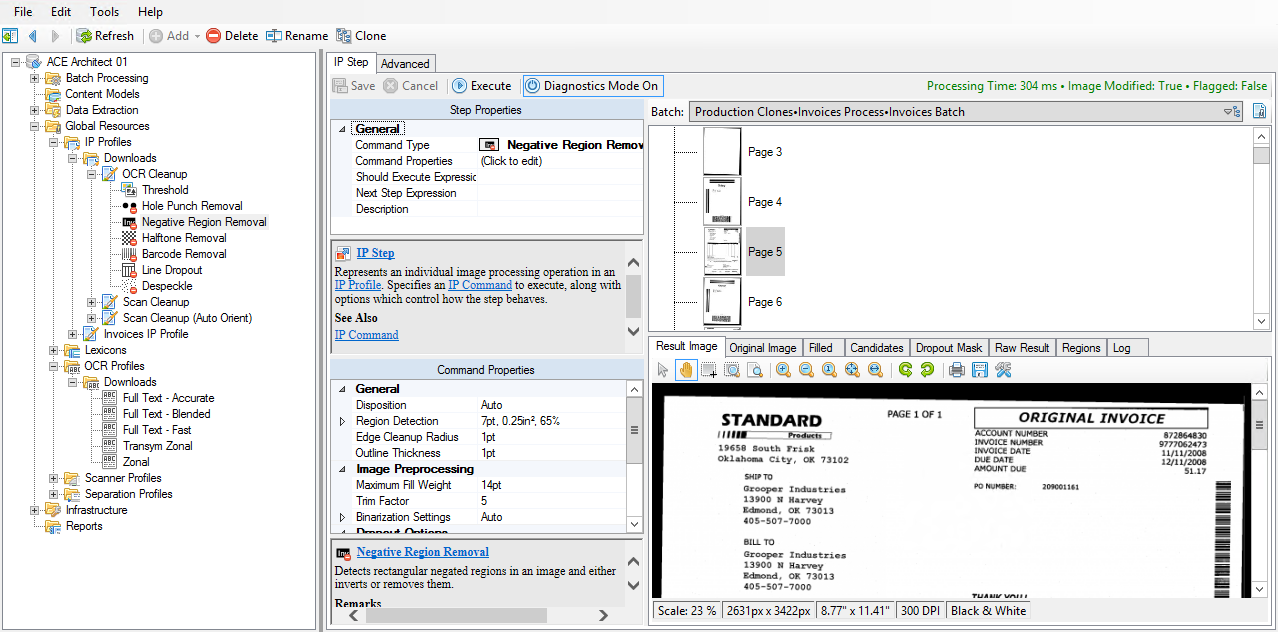 File Edit Tools Help
Refresh Add Delete Rename Clone
ACE Architect 01
Batch Processing
Content Models
Data Extraction
Global Resources
IP Profiles
Downloads
OCR Cleanup
Threshold
Hole Punch Removal
Negative Region Removal
Halftone Removal
Barcode Removal
Line Dropout
Despeckle
Scan Cleanup
Scan Cleanup (Auto Orient)
Invoices IP Profile
Lexicons
OCR Profiles
Downloads
Full Text - Accurate
Full Text - Blended
Full Text - Fast
Transym Zonal
Zonal
Scanner Profiles
Separation Profiles
Infrastructure
Reports
IP Step Advanced
Save Cancel Execute Diagnostics Mode On
Processing Time: 304 ms • Image Modified: True • Flagged: False
Step Properties
General
Command Type Negative Region Remov
Command Properties (Click to edit)
Should Execute Expressic
Next Step Expression
Description
IP Step
Represents an individual image processing operation in an
IP Profile. Specifies an IP Command to execute, along with
options which control how the step behaves.
See Also
IP Command
Command Properties
General
Disposition Auto
Region Detection 7pt, 0.25in², 65%
Edge Cleanup Radius 1pt
Outline Thickness 1pt
Image Preprocessing
Maximum Fill Weight 14pt
Trim Factor 5
Binarization Settings Auto
Dropout Options
Negative Region Removal
Detects rectangular negated regions in an image and either
inverts or removes them.
Remarks
Batch: Production Clones•Invoices Process•Invoices Batch
Page 3
Page 4
Page 5
Page 6
Result Image Original Image Filled Candidates Dropout Mask Raw Result Regions Log
STANDARD
Products
19658 South Frisk
Oklahoma City, OK 73102
PAGE 1 OF 1
ORIGINAL INVOICE
ACCOUNT NUMBER 872864830
INVOICE NUMBER 9777062473
INVOICE DATE 11/11/2008
DUE DATE 12/11/2008
AMOUNT DUE 51.17
PO NUMBER: 209001161
SHIP TO
Grooper Industries
13900 N Harvey
Edmond, OK 73013
405-507-7000
BILL TO
Grooper Industries
13900 N Harvey
Edmond, OK 73013
405-507-7000
THANK YOU!
Scale: 23 % 2631px x 3422px 8.77" x 11.41" 300 DPI Black & White